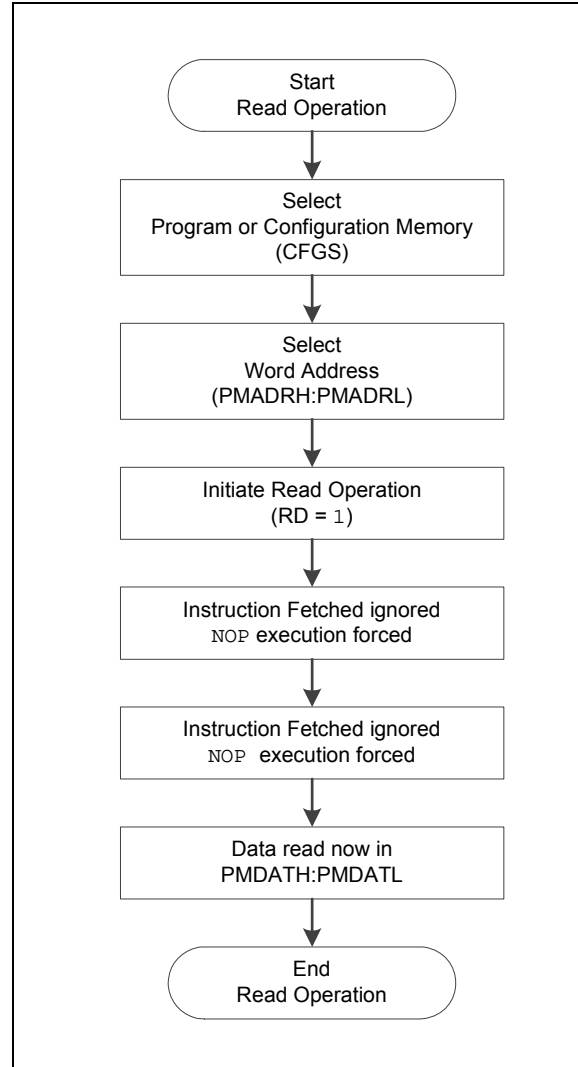 Start
Read Operation
Select
Program or Configuration Memory
(CFGS)
Select
Word Address
(PMADRH:PMADRL)
Initiate Read Operation
(RD = 1)
Instruction Fetched ignored
NOP execution forced
Instruction Fetched ignored
NOP execution forced
Data read now in
PMDATH:PMDATL
End
Read Operation